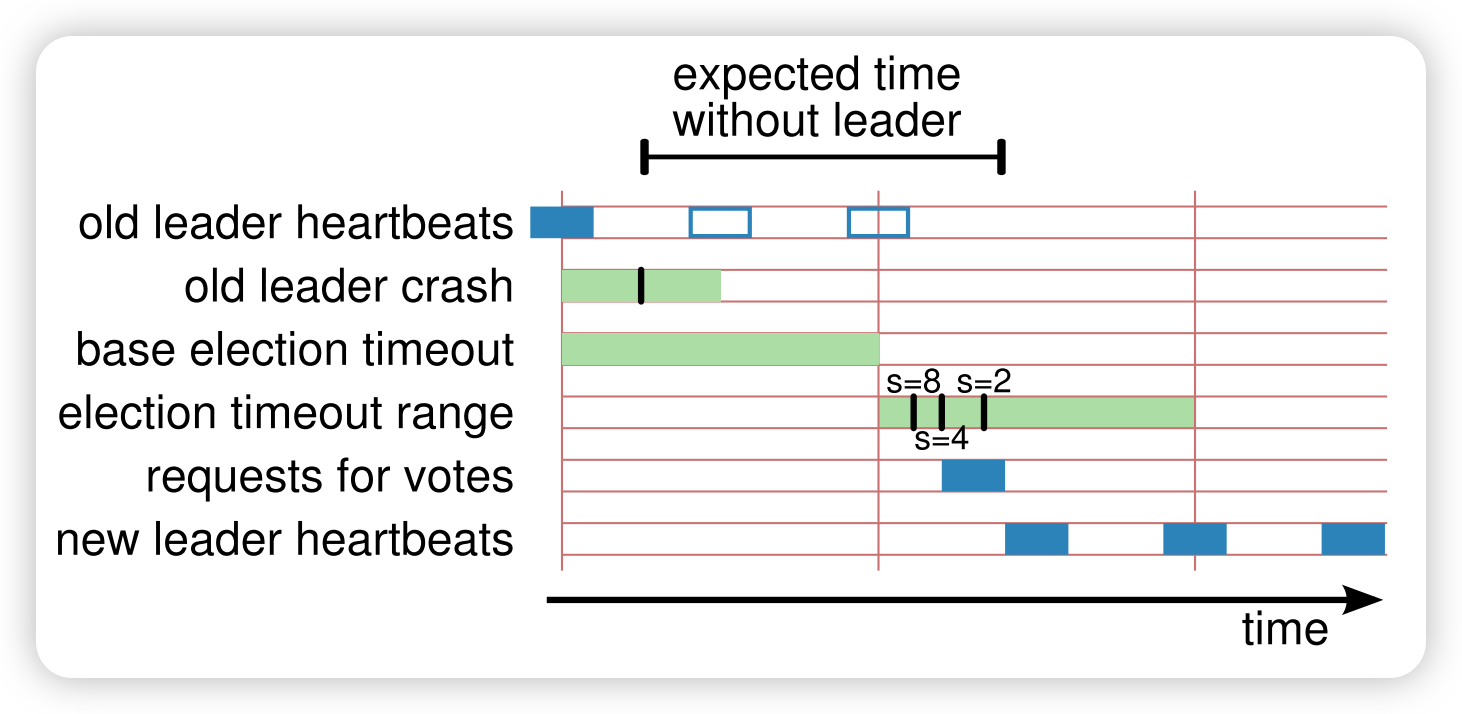 expected time
without leader
old leader heartbeats
old leader crash
base election timeout
s=8 s=2
election timeout range
s=4
requests for votes
new leader heartbeats
time